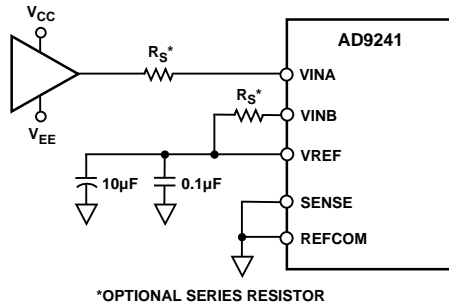 VCC
RS*
AD9241
VINA
RS*
VINB
VEE
VREF
10µF
0.1µF
SENSE
REFCOM
*OPTIONAL SERIES RESISTOR